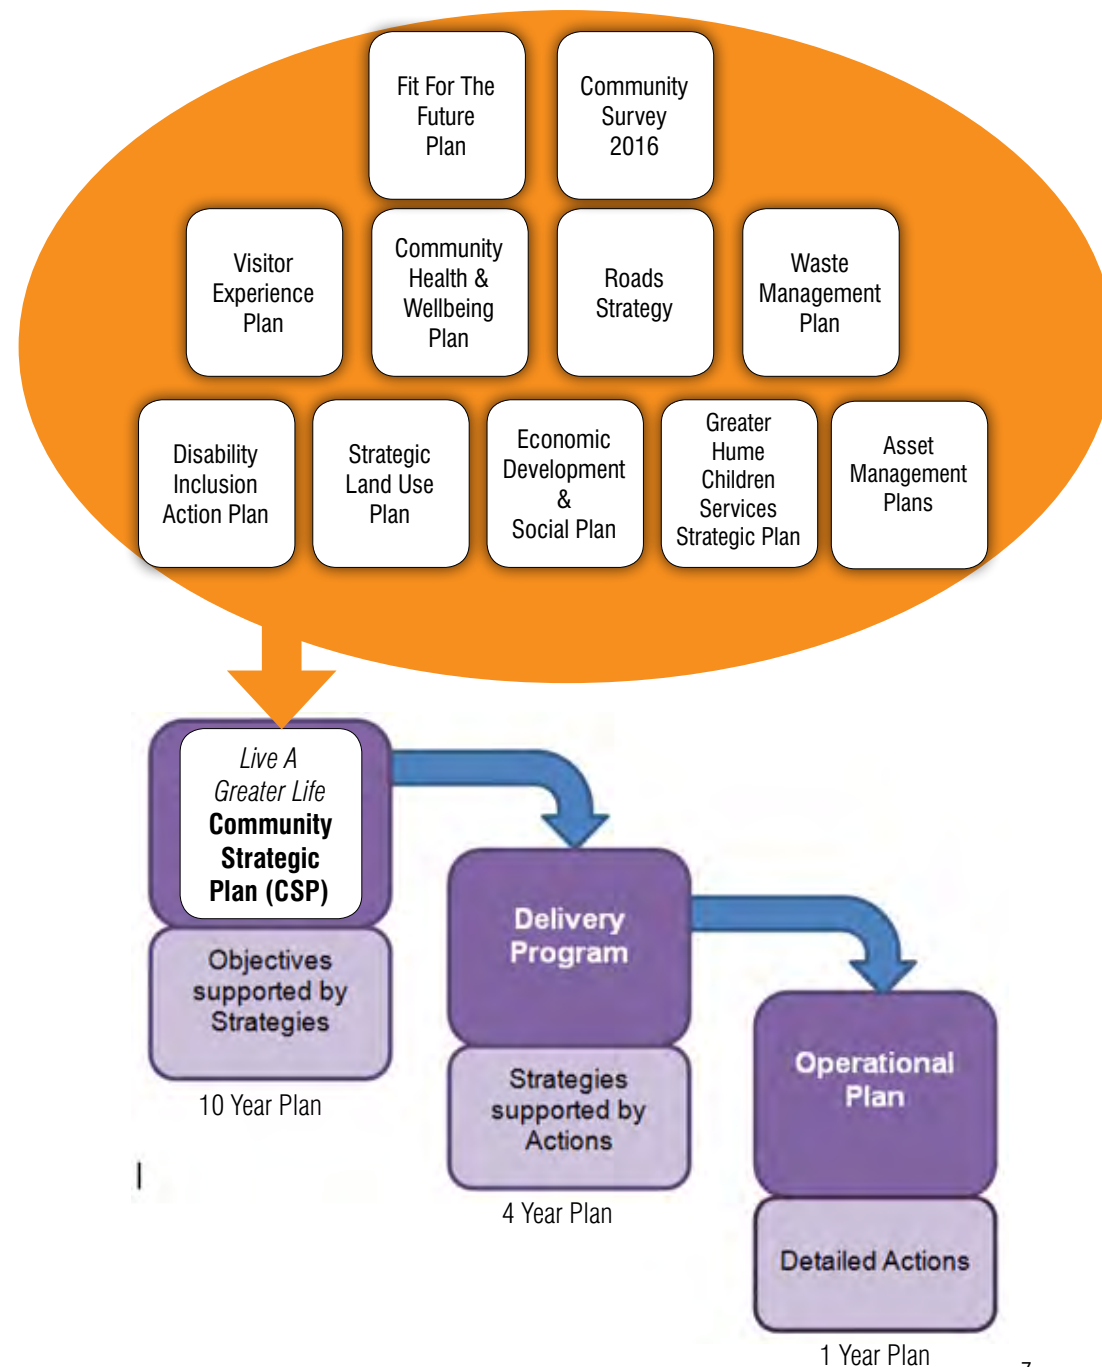 Fit For The
Future
Plan
Community
Survey
2016
Visitor
Experience
Plan
Community
Health &
Wellbeing
Plan
Roads
Strategy
Waste
Management
Plan
Disability
Inclusion
Action Plan
Strategic
Land Use
Plan
Economic
Development
&
Social Plan
Greater
Hume
Children
Services
Strategic Plan
Asset
Management
Plans
Live A
Greater Life
Community
Strategic
Plan (CSP)
Objectives
supported by
Strategies
10 Year Plan
Delivery
Program
Strategies
supported by
Actions
4 Year Plan
Operational
Plan
Detailed Actions
1 Year Plan